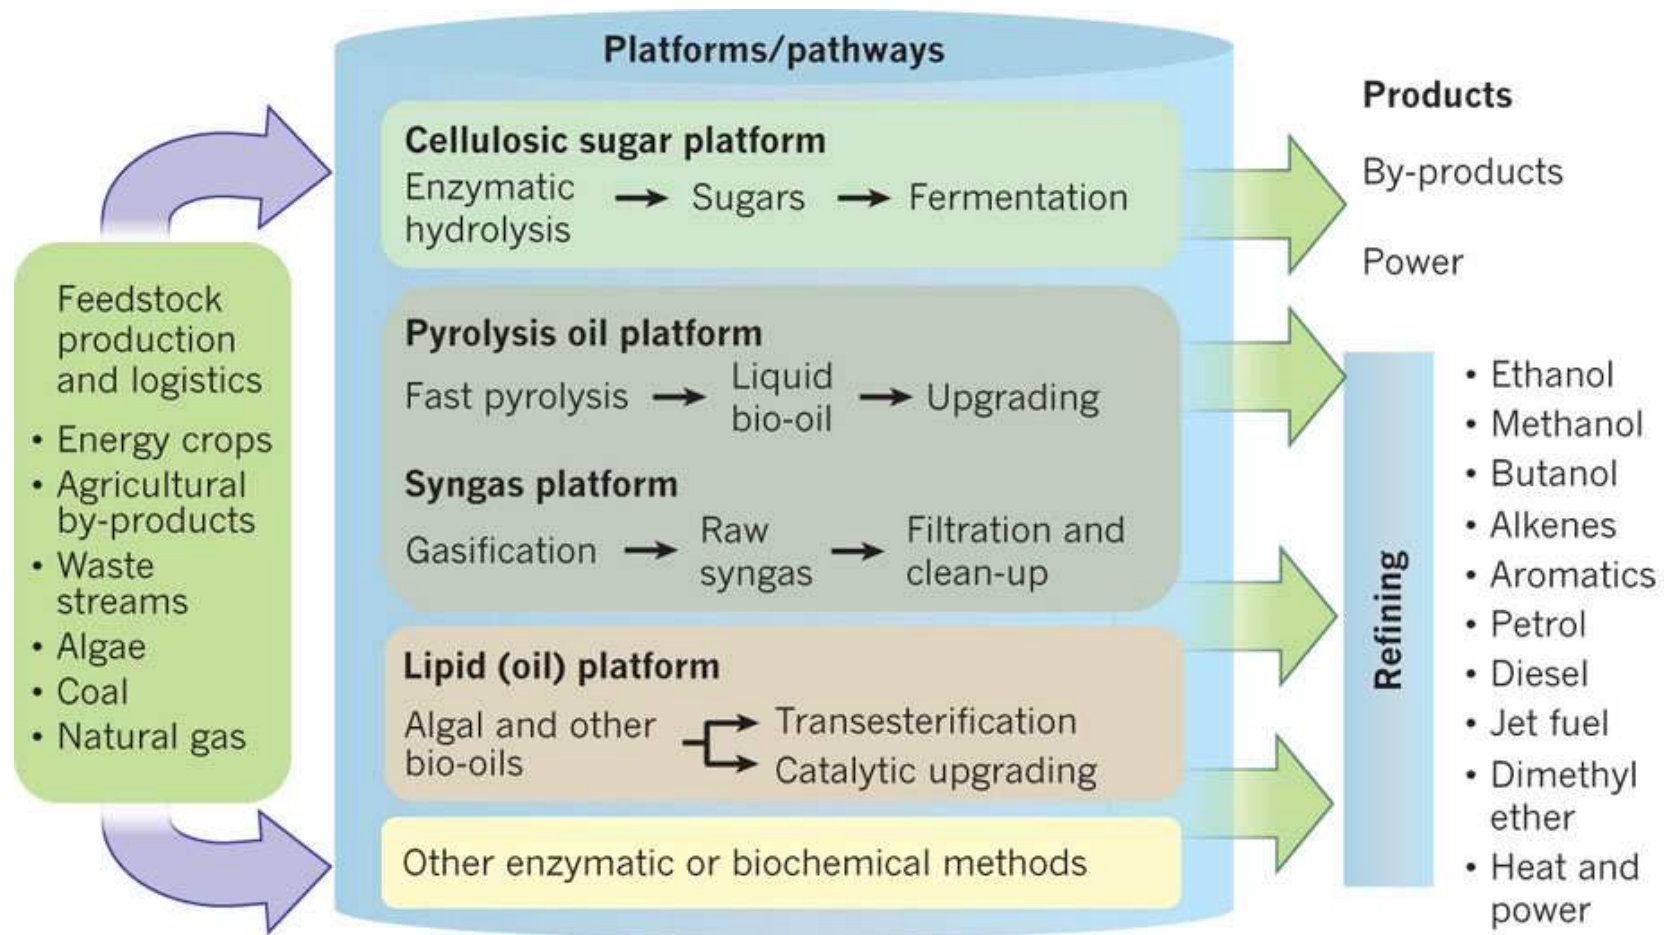 Platforms/pathways
Feedstock
production
and logistics
• Energy crops
• Agricultural
by-products
• Waste
streams
• Algae
• Coal
• Natural gas
Cellulosic sugar platform
Enzymatic
hydrolysis
Sugars
Fermentation
Pyrolysis oil platform
Fast pyrolysis
Liquid
bio-oil
Upgrading
Syngas platform
Gasification
Raw
syngas
Filtration and
clean-up
Lipid (oil) platform
Algal and other
bio-oils
Transesterification
Catalytic upgrading
Other enzymatic or biochemical methods
Products
By-products
Power
Refining
• Ethanol
• Methanol
• Butanol
• Alkenes
• Aromatics
• Petrol
• Diesel
• Jet fuel
• Dimethyl
ether
• Heat and
power